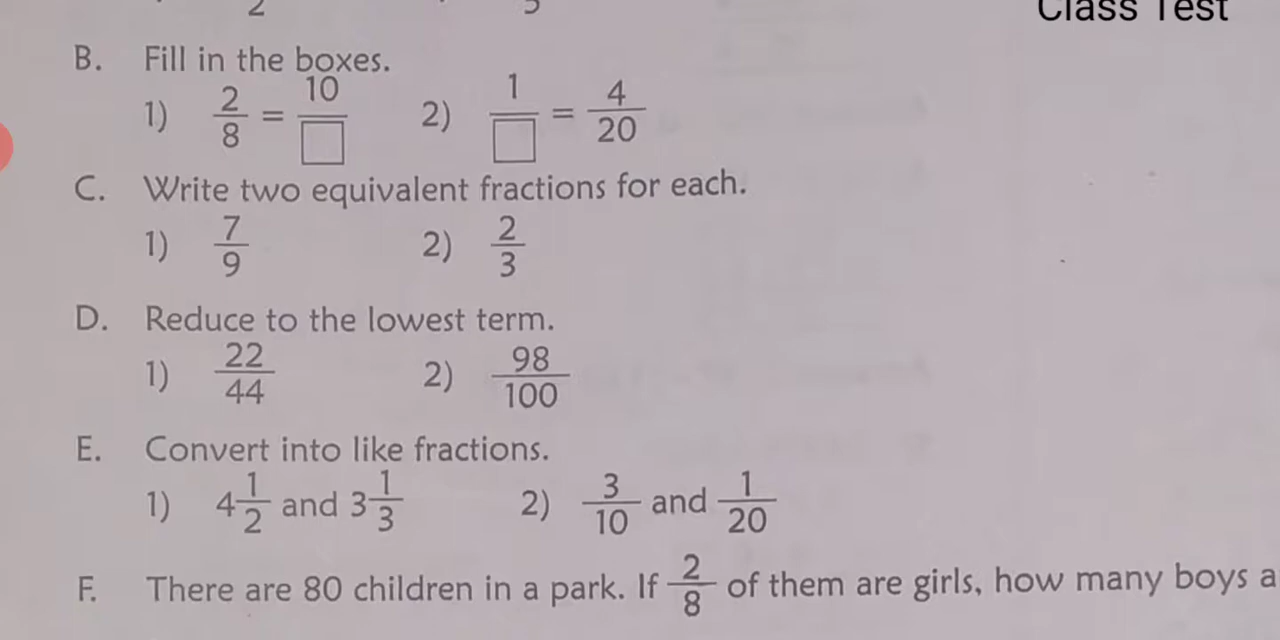 Class Test
B. Fill in the boxes.
1) 2/8 = 10/□ 2) 1/□ = 4/20
C. Write two equivalent fractions for each.
1) 7/9 2) 2/3
D. Reduce to the lowest term.
1) 22/44 2) 98/100
E. Convert into like fractions.
1) 4 1/2 and 3 1/3 2) 3/10 and 1/20
F. There are 80 children in a park. If 2/8 of them are girls, how many boys a